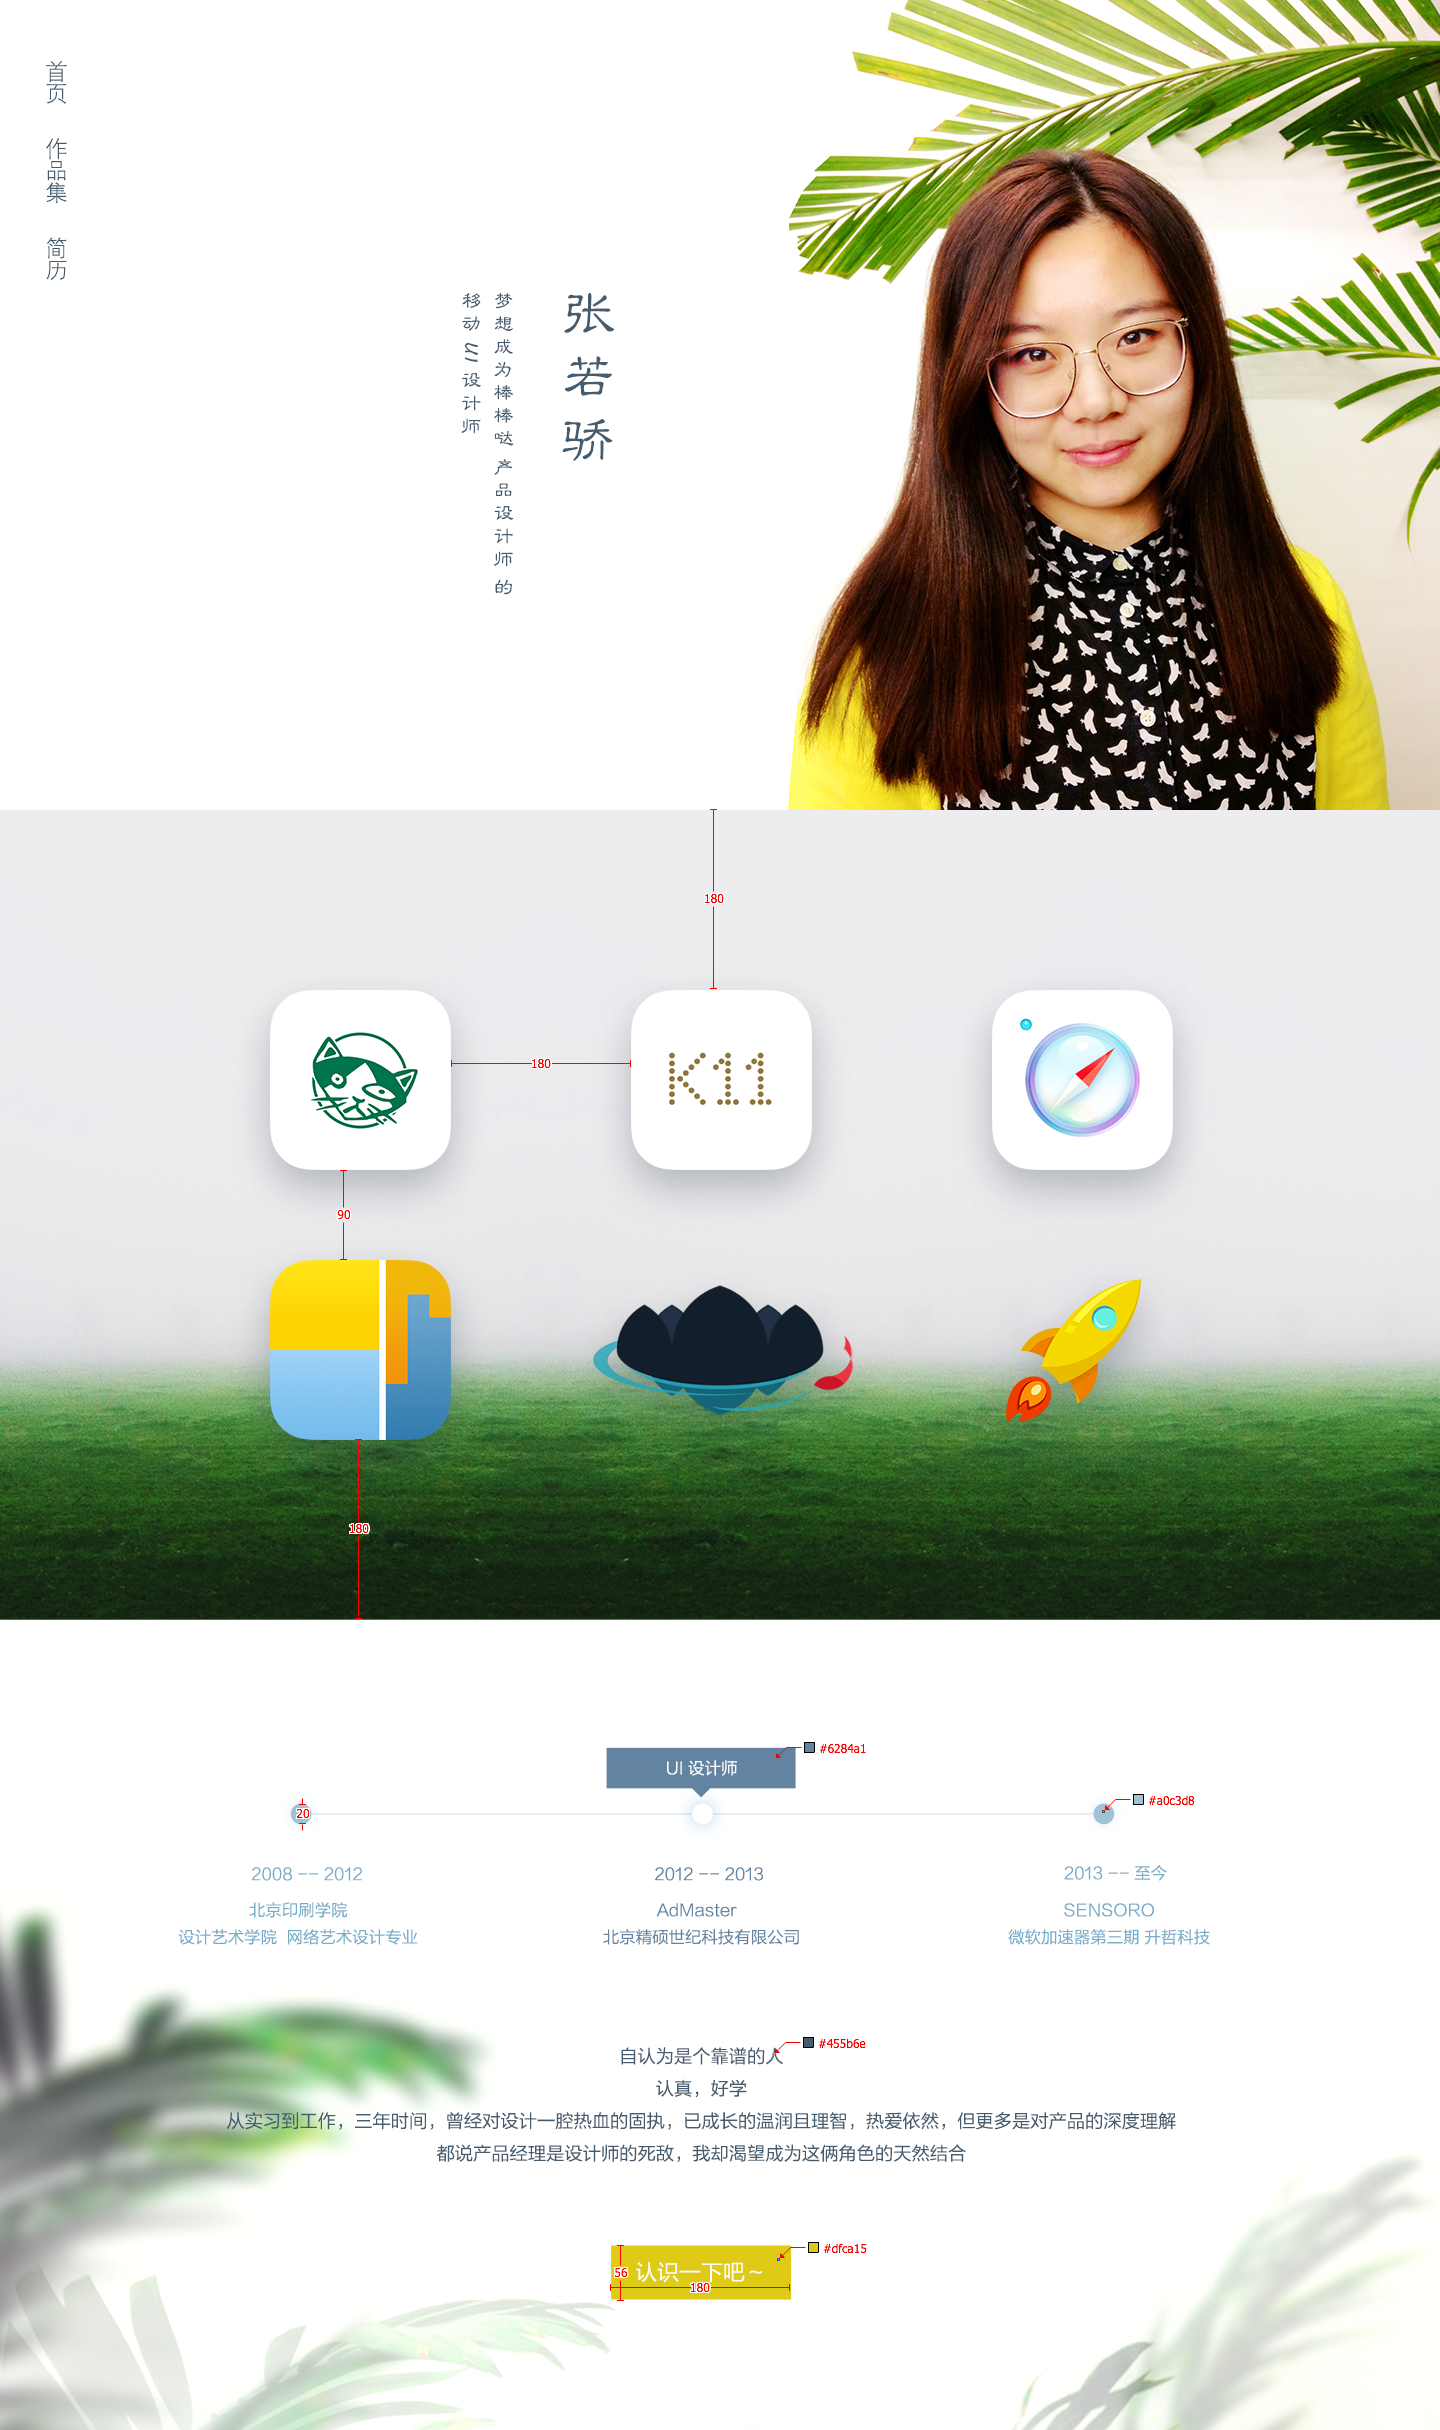 首页
作品集
简历
张若骄
梦想成为棒棒哒 产品设计师 的
移动 UI 设计师
180
180
K11
90
180
UI 设计师
#6284a1
#a0c3d8
20
2008 -- 2012
北京印刷学院
设计艺术学院 网络艺术设计专业
2012 -- 2013
AdMaster
北京精硕世纪科技有限公司
2013 -- 至今
SENSORO
微软加速器第三期 升哲科技
#455b6e
自认为是个靠谱的人
认真，好学
从实习到工作，三年时间，曾经对设计一腔热血的固执，已成长的温润且理智，热爱依然，但更多是对产品的深度理解
都说产品经理是设计师的死敌，我却渴望成为这俩角色的天然结合
#dfca15
56
认识一下吧～
180